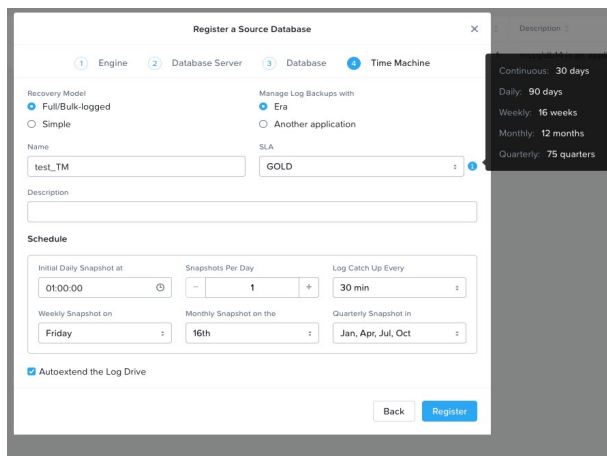 Register a Source Database
Description
1 Engine 2 Database Server 3 Database 4 Time Machine
Continuous: 30 days
Daily: 90 days
Weekly: 16 weeks
Monthly: 12 months
Quarterly: 75 quarters
Recovery Model
Full/Bulk-logged
Simple
Manage Log Backups with
Era
Another application
Name
test_TM
SLA
GOLD
Description
Schedule
Initial Daily Snapshot at
01:00:00
Snapshots Per Day
1
Log Catch Up Every
30 min
Weekly Snapshot on
Friday
Monthly Snapshot on the
16th
Quarterly Snapshot in
Jan, Apr, Jul, Oct
Autoextend the Log Drive
Back
Register